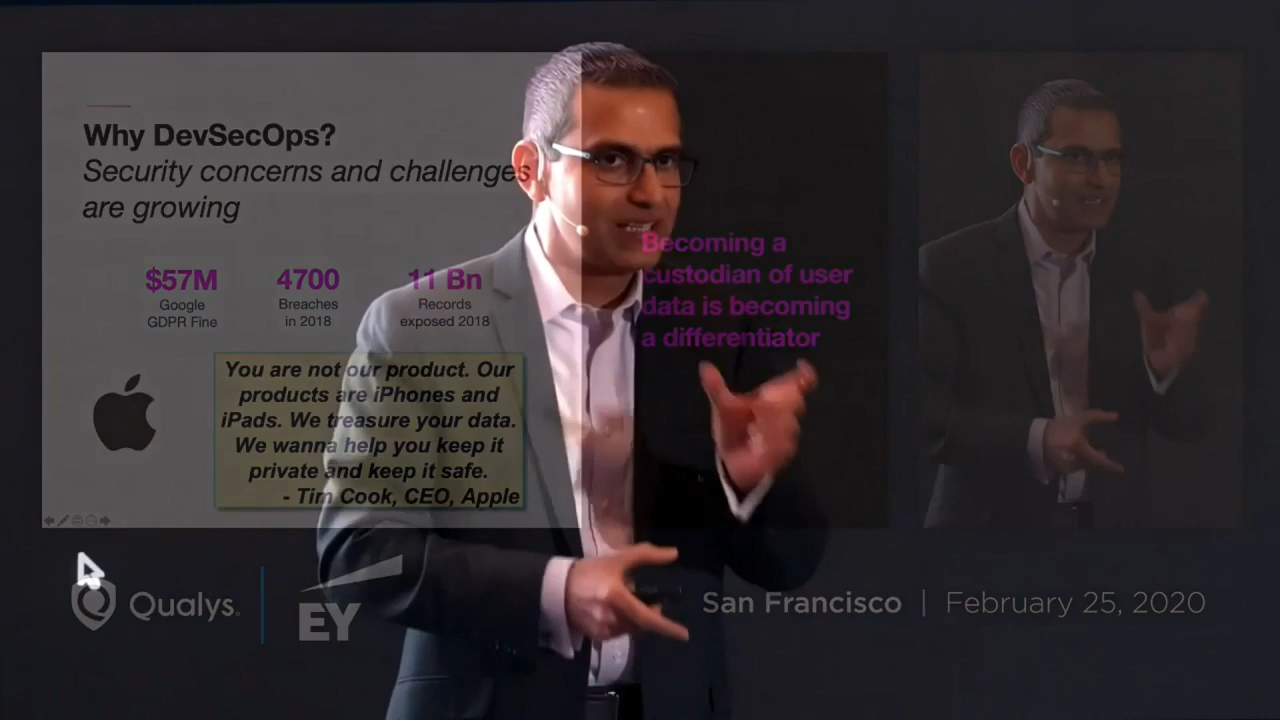 Why DevSecOps?
Security concerns and challenges
are growing
$57M
Google
GDPR Fine
4700
Breaches
in 2018
11 Bn
Records
exposed 2018
Becoming a
custodian of user
data is becoming
a differentiator
You are not our product. Our
products are iPhones and
iPads. We treasure your data.
We wanna help you keep it
private and keep it safe.
- Tim Cook, CEO, Apple
Qualys.
EY
San Francisco | February 25, 2020